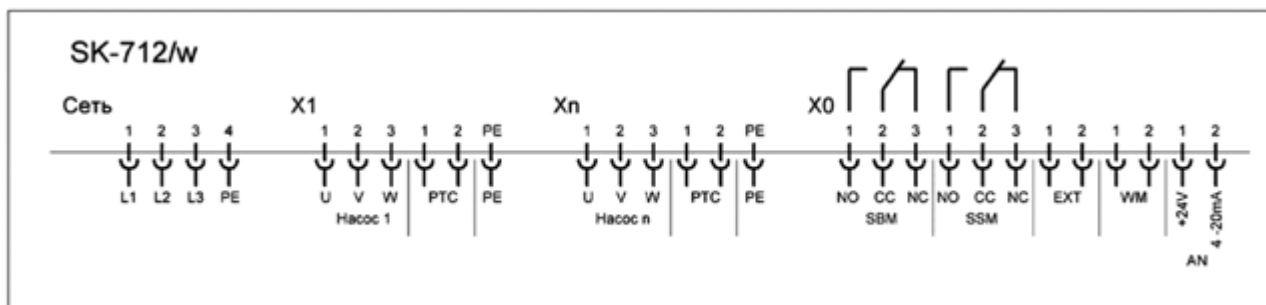 SK-712/w
Сеть X1 Xn X0
1 2 3 4 1 2 3 1 2 PE 1 2 3 1 2 PE 1 2 3 1 2 3 1 2 1 2 1 2
L1 L2 L3 PE U V W PTC PE U V W PTC PE NO CC NC NO CC NC EXT WM +24V 4 -20mA
Насос 1 Насос n SBM SSM
AN